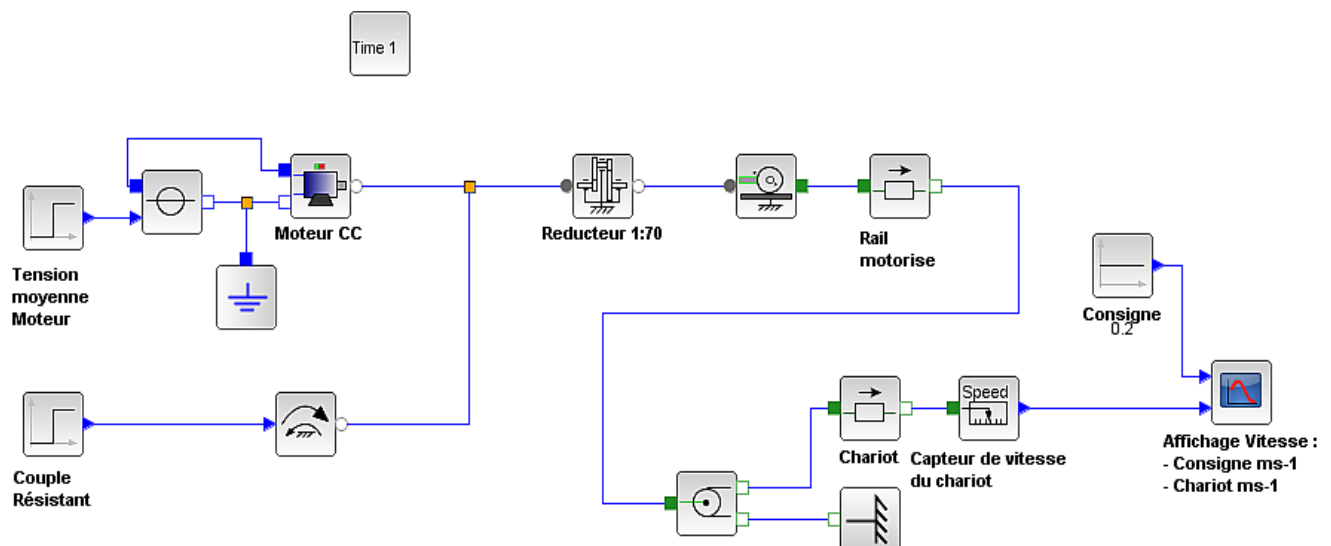 Time 1
Moteur CC
Reducteur 1:70
Rail
motorise
Tension
moyenne
Moteur
Consigne
0.2
Speed
Couple
Résistant
Chariot
Capteur de vitesse
du chariot
Affichage Vitesse :
- Consigne ms-1
- Chariot ms-1